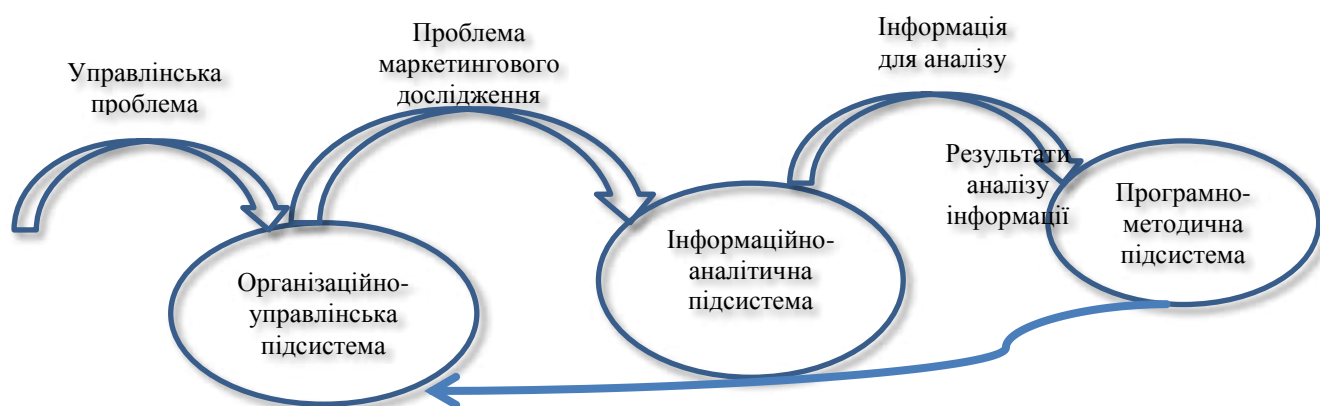 Управлінська
проблема
Проблема
маркетингового
дослідження
Інформація
для аналізу
Результати
аналізу
інформації
Організаційно-
управлінська
підсистема
Інформаційно-
аналітична
підсистема
Програмно-
методична
підсистема